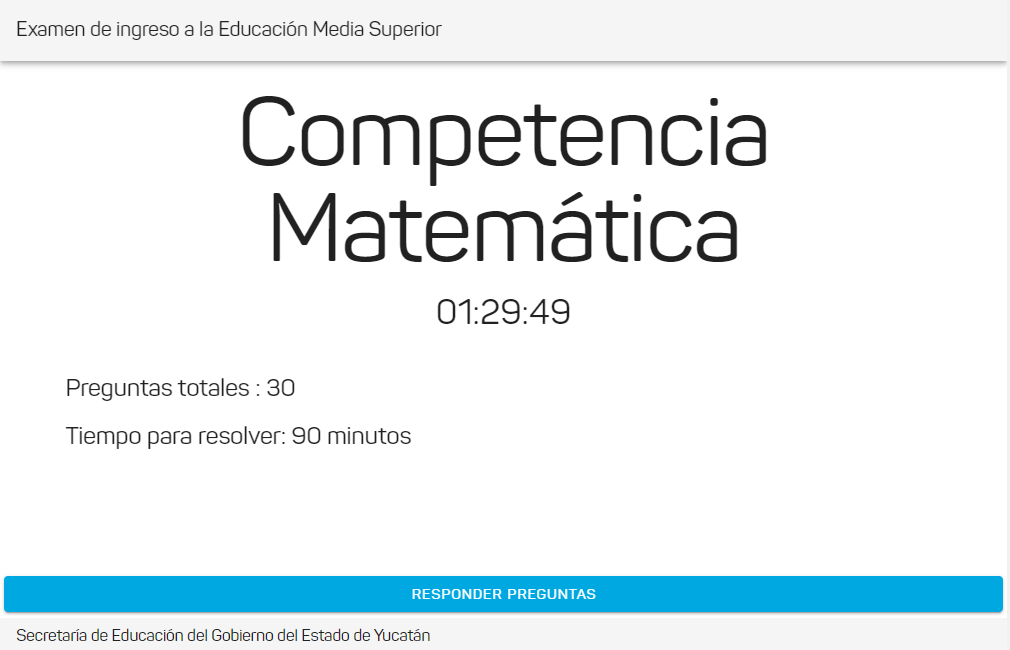 Examen de ingreso a la Educación Media Superior
Competencia
Matemática
01:29:49
Preguntas totales : 30
Tiempo para resolver: 90 minutos
RESPONDER PREGUNTAS
Secretaría de Educación del Gobierno del Estado de Yucatán